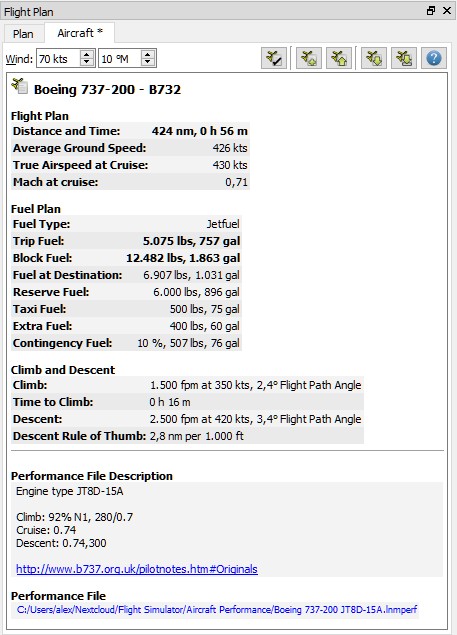 Flight Plan
Plan
Aircraft *
Wind: 70 kts 10 °M
Boeing 737-200 - B732
Flight Plan
Distance and Time: 424 nm, 0 h 56 m
Average Ground Speed: 426 kts
True Airspeed at Cruise: 430 kts
Mach at cruise: 0,71
Fuel Plan
Fuel Type: Jetfuel
Trip Fuel: 5.075 lbs, 757 gal
Block Fuel: 12.482 lbs, 1.863 gal
Fuel at Destination: 6.907 lbs, 1.031 gal
Reserve Fuel: 6.000 lbs, 896 gal
Taxi Fuel: 500 lbs, 75 gal
Extra Fuel: 400 lbs, 60 gal
Contingency Fuel: 10 %, 507 lbs, 76 gal
Climb and Descent
Climb: 1.500 fpm at 350 kts, 2,4° Flight Path Angle
Time to Climb: 0 h 16 m
Descent: 2.500 fpm at 420 kts, 3,4° Flight Path Angle
Descent Rule of Thumb: 2,8 nm per 1.000 ft
Performance File Description
Engine type JT8D-15A
Climb: 92% N1, 280/0.7
Cruise: 0.74
Descent: 0.74,300
http://www.b737.org.uk/pilotnotes.htm#Originals
Performance File
C:/Users/alex/Nextcloud/Flight Simulator/Aircraft Performance/Boeing 737-200 JT8D-15A.lnmperf